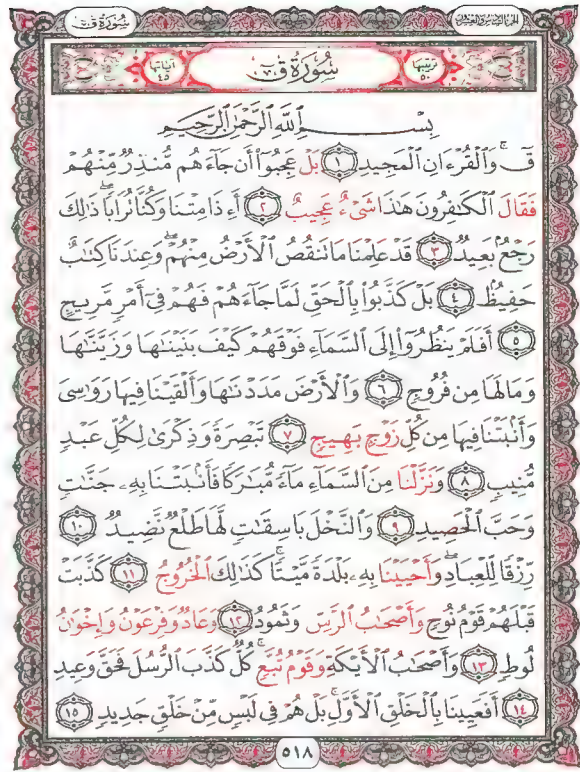 الجزء السادس والعشرون سُورَةُ قٓ
ترتيبها ٥٠ سُورَةُ قٓ آياتها ٤٥
بِسْمِ ٱللَّهِ ٱلرَّحْمَٰنِ ٱلرَّحِيمِ
قٓ ۚ وَٱلْقُرْءَانِ ٱلْمَجِيدِ ١ بَلْ عَجِبُوٓا۟ أَن جَآءَهُم مُّنذِرٌ مِّنْهُمْ
فَقَالَ ٱلْكَٰفِرُونَ هَٰذَا شَىْءٌ عَجِيبٌ ٢ أَءِذَا مِتْنَا وَكُنَّا تُرَابًا ۖ ذَٰلِكَ
رَجْعٌۢ بَعِيدٌ ٣ قَدْ عَلِمْنَا مَا تَنقُصُ ٱلْأَرْضُ مِنْهُمْ ۖ وَعِندَنَا كِتَٰبٌ
حَفِيظٌۢ ٤ بَلْ كَذَّبُوا۟ بِٱلْحَقِّ لَمَّا جَآءَهُمْ فَهُمْ فِىٓ أَمْرٍ مَّرِيجٍ
٥ أَفَلَمْ يَنظُرُوٓا۟ إِلَى ٱلسَّمَآءِ فَوْقَهُمْ كَيْفَ بَنَيْنَٰهَا وَزَيَّنَّٰهَا
وَمَا لَهَا مِن فُرُوجٍ ٦ وَٱلْأَرْضَ مَدَدْنَٰهَا وَأَلْقَيْنَا فِيهَا رَوَٰسِىَ
وَأَنۢبَتْنَا فِيهَا مِن كُلِّ زَوْجٍۭ بَهِيجٍ ٧ تَبْصِرَةً وَذِكْرَىٰ لِكُلِّ عَبْدٍ
مُّنِيبٍ ٨ وَنَزَّلْنَا مِنَ ٱلسَّمَآءِ مَآءً مُّبَٰرَكًا فَأَنۢبَتْنَا بِهِۦ جَنَّٰتٍ
وَحَبَّ ٱلْحَصِيدِ ٩ وَٱلنَّخْلَ بَاسِقَٰتٍ لَّهَا طَلْعٌ نَّضِيدٌ ١٠
رِّزْقًا لِّلْعِبَادِ ۖ وَأَحْيَيْنَا بِهِۦ بَلْدَةً مَّيْتًا ۚ كَذَٰلِكَ ٱلْخُرُوجُ ١١ كَذَّبَتْ
قَبْلَهُمْ قَوْمُ نُوحٍ وَأَصْحَٰبُ ٱلرَّسِّ وَثَمُودُ ١٢ وَعَادٌ وَفِرْعَوْنُ وَإِخْوَٰنُ
لُوطٍ ١٣ وَأَصْحَٰبُ ٱلْأَيْكَةِ وَقَوْمُ تُبَّعٍ ۚ كُلٌّ كَذَّبَ ٱلرُّسُلَ فَحَقَّ وَعِيدِ
١٤ أَفَعَيِينَا بِٱلْخَلْقِ ٱلْأَوَّلِ ۚ بَلْ هُمْ فِى لَبْسٍ مِّنْ خَلْقٍ جَدِيدٍ ١٥
٥١٨